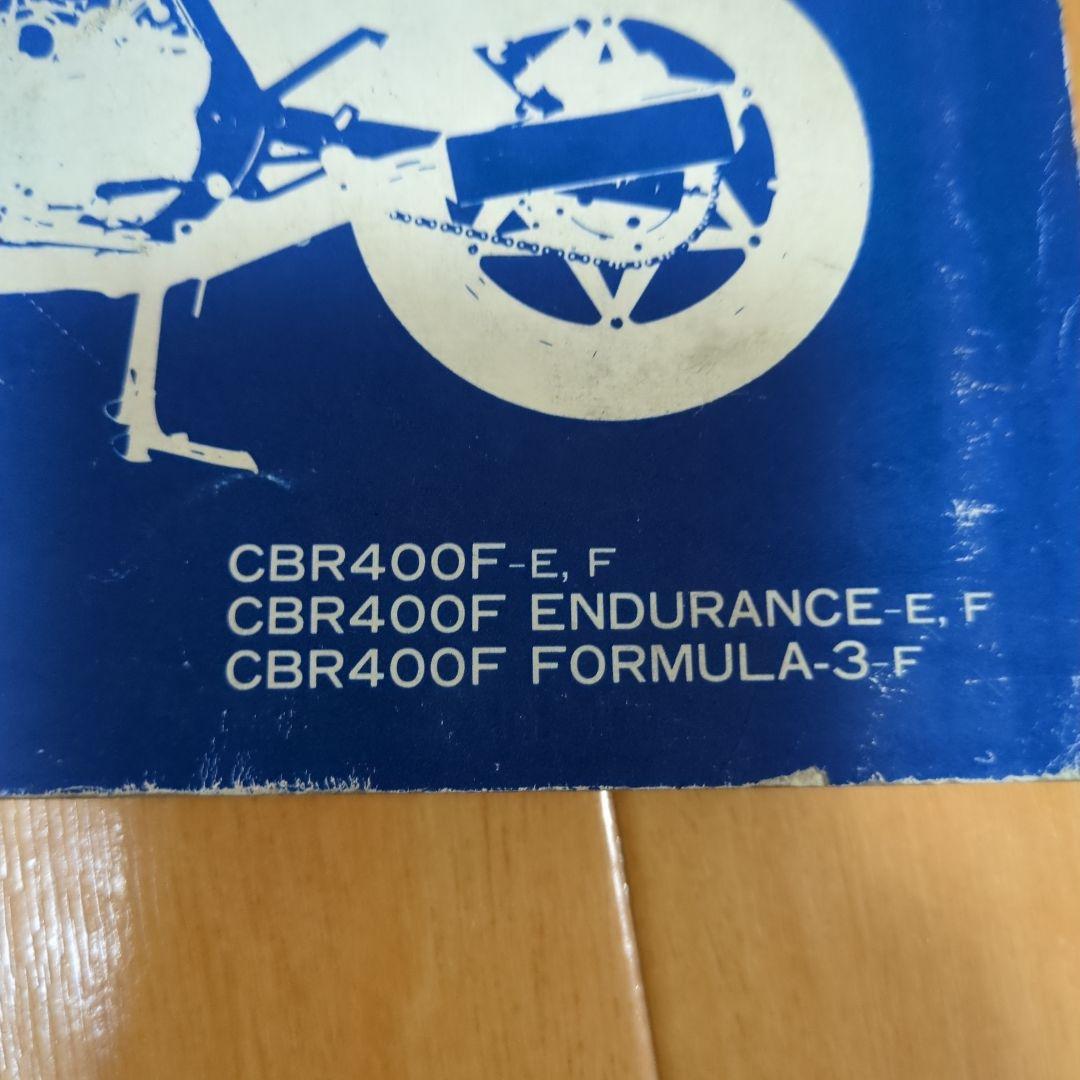 CBR400F-E, F
CBR400F ENDURANCE-E, F
CBR400F FORMULA-3-F